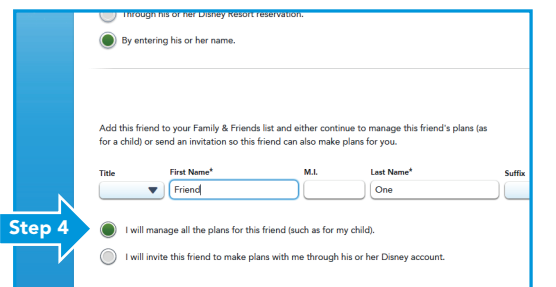 Through his or her Disney Resort reservation.
By entering his or her name.
Add this friend to your Family & Friends list and either continue to manage this friend's plans (as
for a child) or send an invitation so this friend can also make plans for you.
Title First Name* M.I. Last Name* Suffix
Friend One
Step 4
I will manage all the plans for this friend (such as for my child).
I will invite this friend to make plans with me through his or her Disney account.